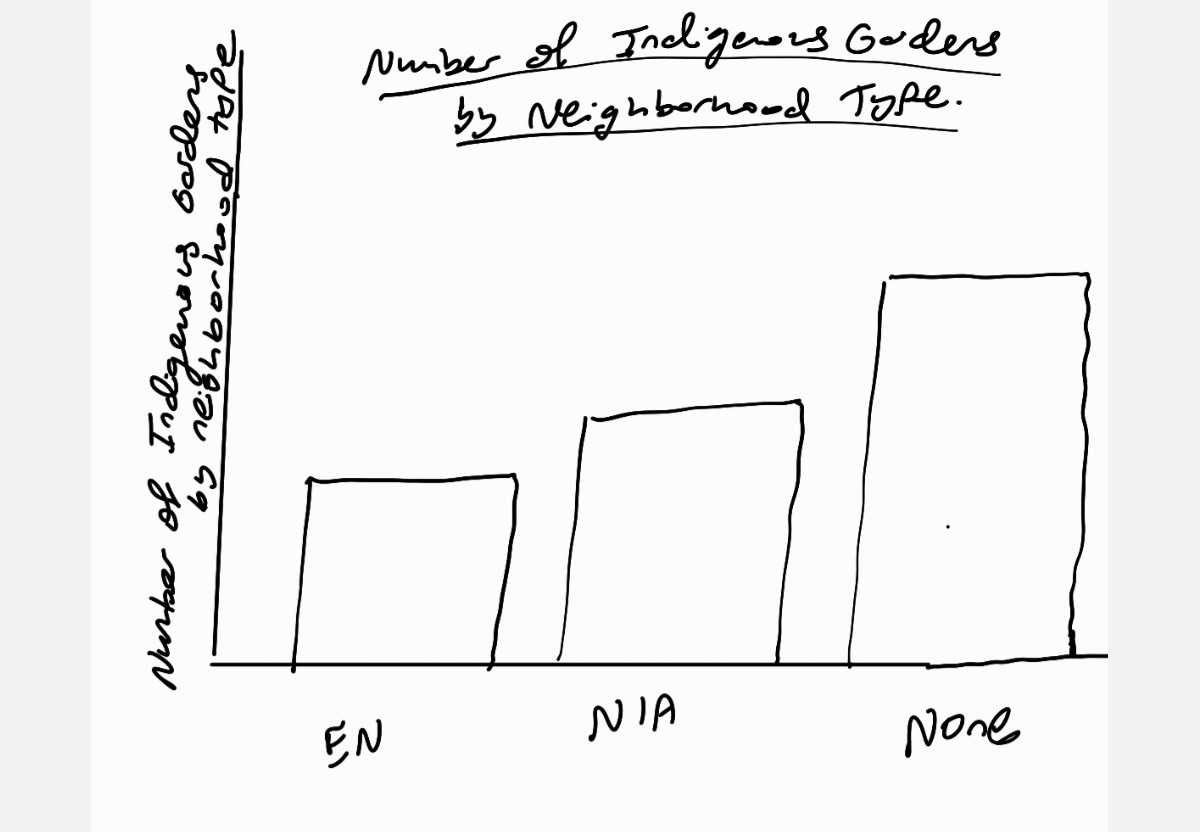 Number of Indigenous Gardens
by Neighborhood Type.
Number of Indigenous Gardens
by neighborhood type
EN
NIA
None